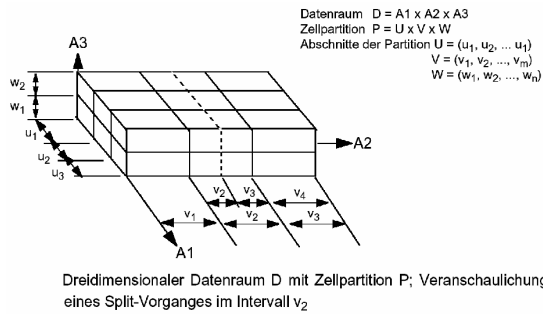 Datenraum D = A1 x A2 x A3
Zellpartition P = U x V x W
Abschnitte der Partition U = (u1, u2, ... u1)
V = (v1, v2, ..., vm)
W = (w1, w2, ..., wn)
A3
w2
w1
u1
u2
u3
A2
v2 v3 v4
v1 v2 v3
A1
Dreidimensionaler Datenraum D mit Zellpartition P; Veranschaulichung
eines Split-Vorganges im Intervall v2